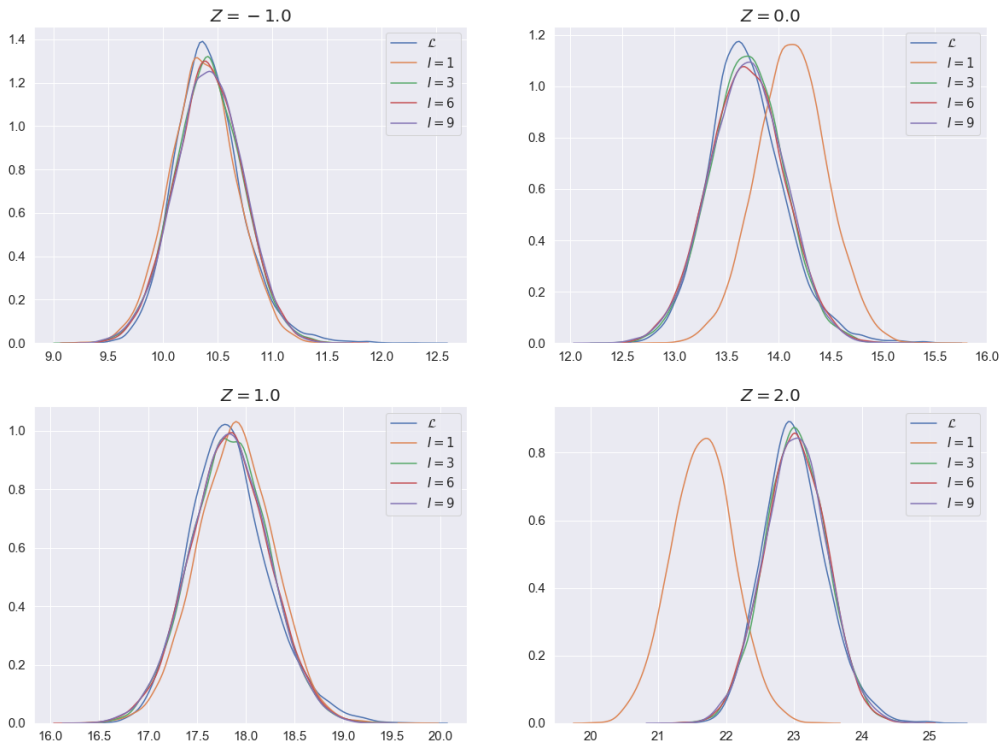 Z = −1.0
1.4
1.2
1.0
0.8
0.6
0.4
0.2
0.0
9.0 9.5 10.0 10.5 11.0 11.5 12.0 12.5
ℒ
l = 1
l = 3
l = 6
l = 9
Z = 0.0
1.2
1.0
0.8
0.6
0.4
0.2
0.0
12.0 12.5 13.0 13.5 14.0 14.5 15.0 15.5 16.0
ℒ
l = 1
l = 3
l = 6
l = 9
Z = 1.0
1.0
0.8
0.6
0.4
0.2
0.0
16.0 16.5 17.0 17.5 18.0 18.5 19.0 19.5 20.0
ℒ
l = 1
l = 3
l = 6
l = 9
Z = 2.0
0.8
0.6
0.4
0.2
0.0
20 21 22 23 24 25
ℒ
l = 1
l = 3
l = 6
l = 9